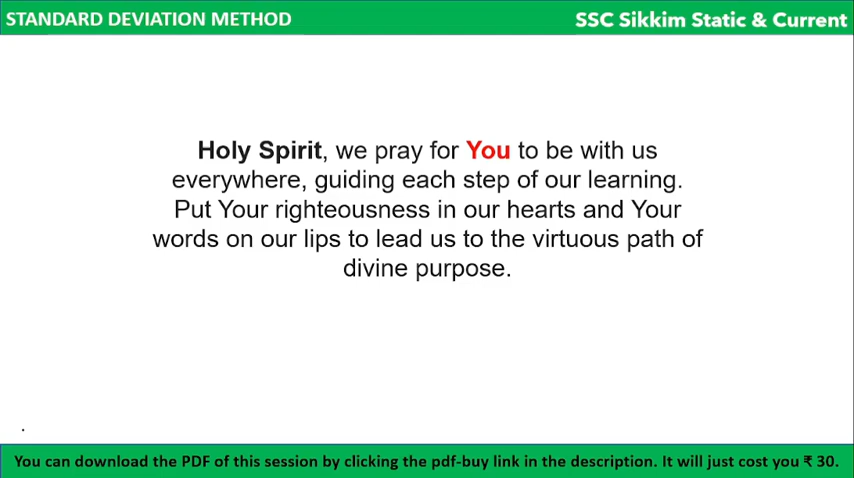 STANDARD DEVIATION METHOD
SSC Sikkim Static & Current
Holy Spirit, we pray for You to be with us
everywhere, guiding each step of our learning.
Put Your righteousness in our hearts and Your
words on our lips to lead us to the virtuous path of
divine purpose.
.
You can download the PDF of this session by clicking the pdf-buy link in the description. It will just cost you ₹ 30.